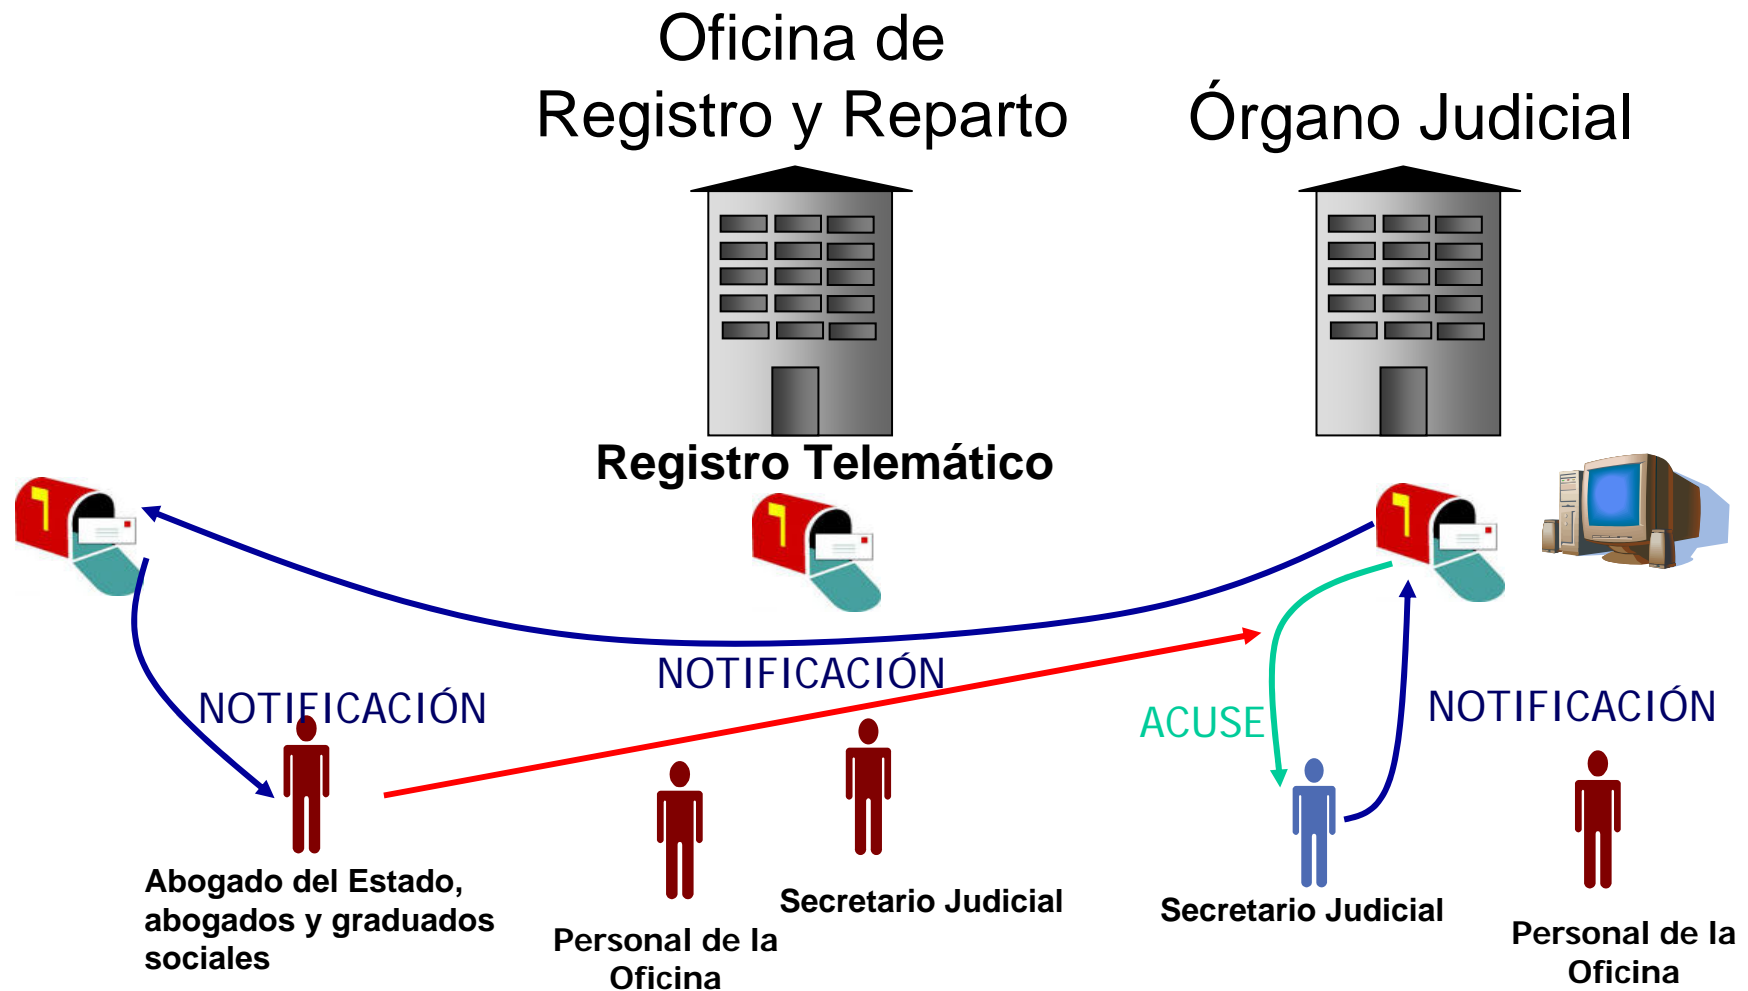 Oficina de
Registro y Reparto
Órgano Judicial
Registro Telemático
NOTIFICACIÓN
NOTIFICACIÓN
ACUSE
NOTIFICACIÓN
Abogado del Estado,
abogados y graduados
sociales
Personal de la
Oficina
Secretario Judicial
Secretario Judicial
Personal de la
Oficina